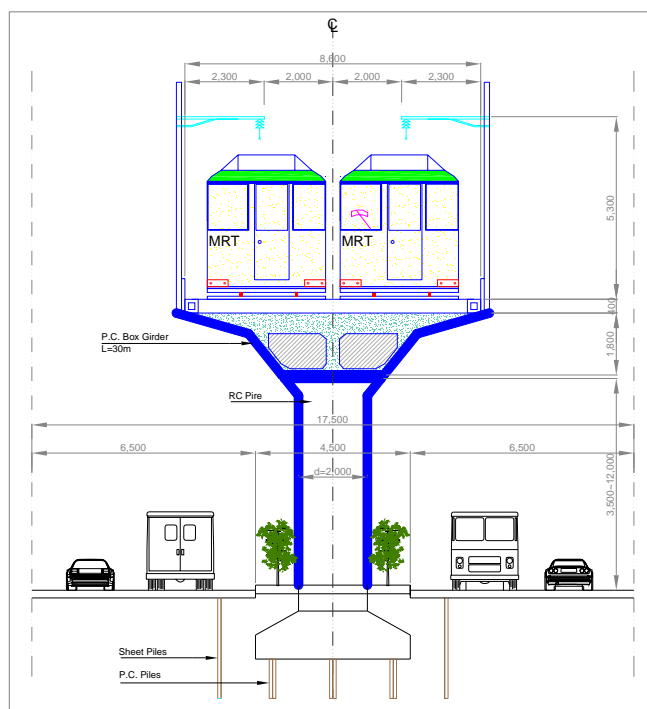 ℄
8,600
2,300 2,000 2,000 2,300
5,300
MRT MRT
400
P.C. Box Girder
L=30m
1,800
RC Pire
17,500
6,500 4,500 6,500
d=2,000
3,500~12,000
Sheet Piles
P.C. Piles